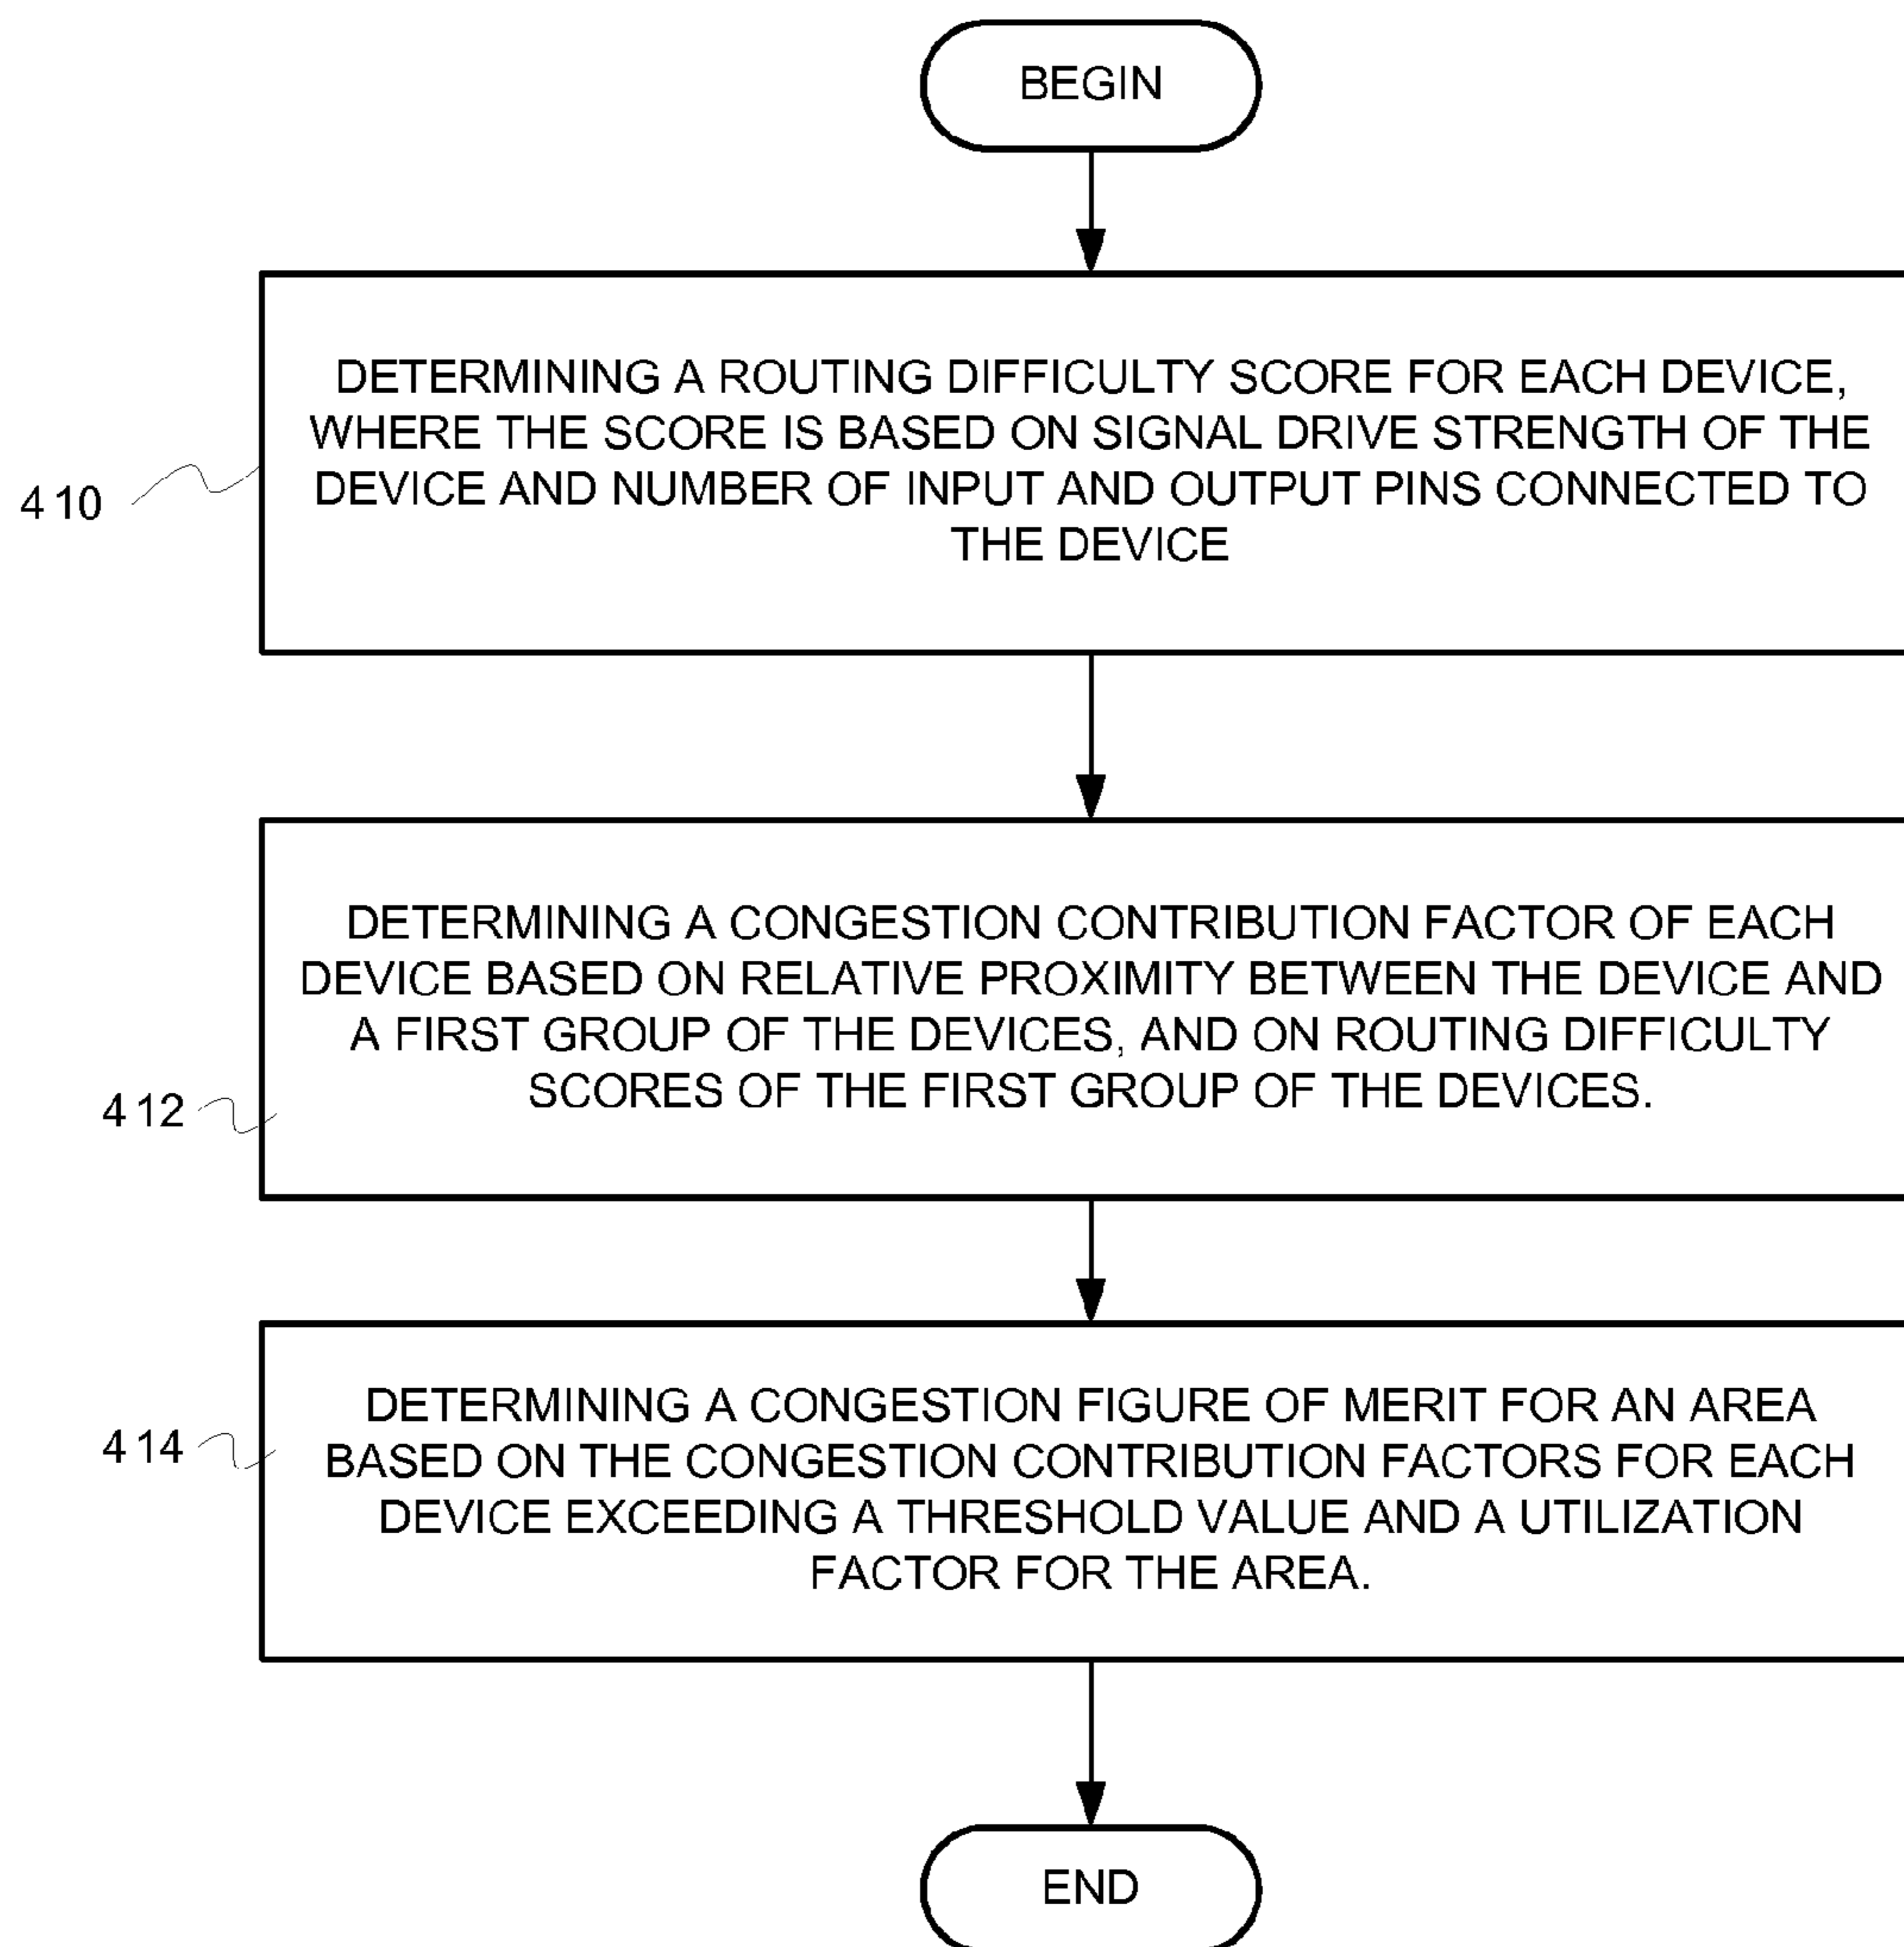 BEGIN
DETERMINING A ROUTING DIFFICULTY SCORE FOR EACH DEVICE,
WHERE THE SCORE IS BASED ON SIGNAL DRIVE STRENGTH OF THE
DEVICE AND NUMBER OF INPUT AND OUTPUT PINS CONNECTED TO
THE DEVICE
410
DETERMINING A CONGESTION CONTRIBUTION FACTOR OF EACH
DEVICE BASED ON RELATIVE PROXIMITY BETWEEN THE DEVICE AND
A FIRST GROUP OF THE DEVICES, AND ON ROUTING DIFFICULTY
SCORES OF THE FIRST GROUP OF THE DEVICES.
412
DETERMINING A CONGESTION FIGURE OF MERIT FOR AN AREA
BASED ON THE CONGESTION CONTRIBUTION FACTORS FOR EACH
DEVICE EXCEEDING A THRESHOLD VALUE AND A UTILIZATION
FACTOR FOR THE AREA.
414
END